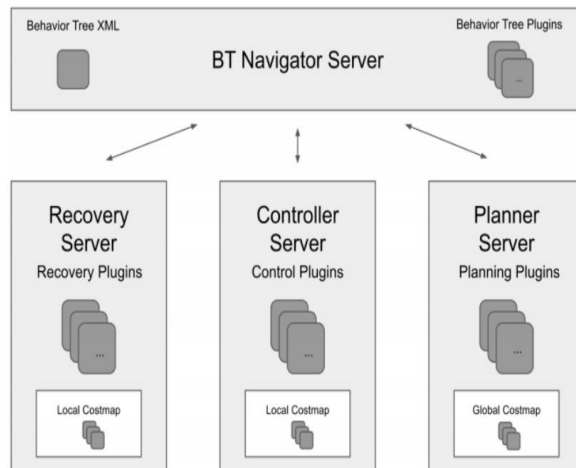 Behavior Tree XML
BT Navigator Server
Behavior Tree Plugins
...
Recovery
Server
Recovery Plugins
...
Local Costmap
Controller
Server
Control Plugins
...
Local Costmap
Planner
Server
Planning Plugins
...
Global Costmap